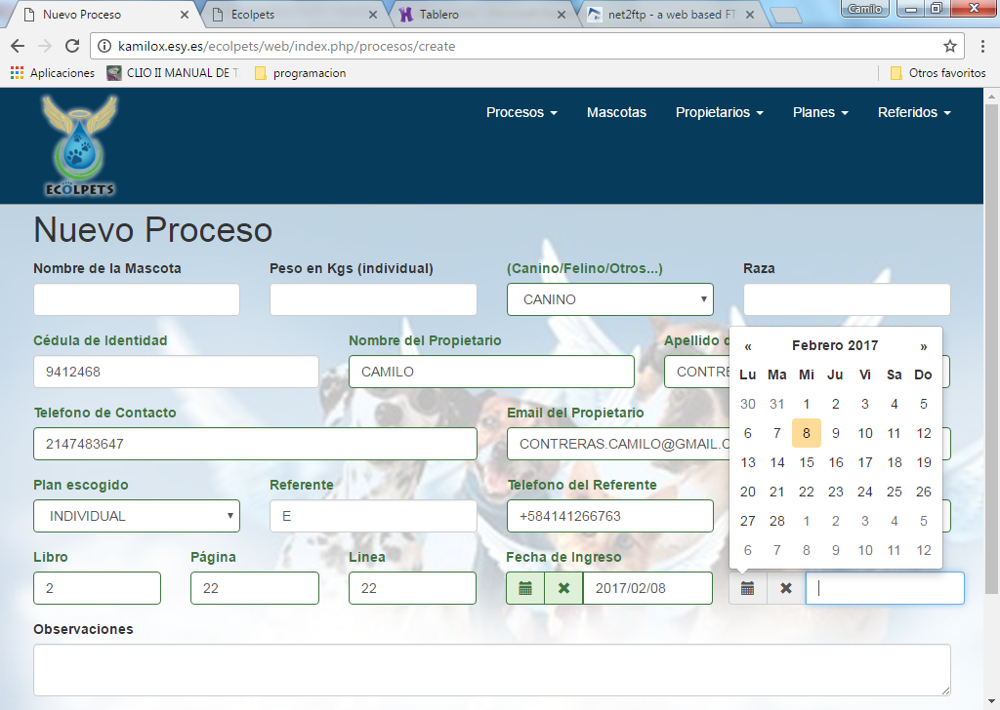 Nuevo Proceso
Ecolpets
Tablero
net2ftp - a web based FT
Camilo
kamilox.esy.es/ecolpets/web/index.php/procesos/create
Aplicaciones
CLIO II MANUAL DE T
programacion
Otros favoritos
ECOLPETS
Procesos
Mascotas
Propietarios
Planes
Referidos
Nuevo Proceso
Nombre de la Mascota
Peso en Kgs (individual)
(Canino/Felino/Otros...)
Raza
CANINO
Cédula de Identidad
Nombre del Propietario
Apellido d
9412468
CAMILO
CONTRE
Telefono de Contacto
Email del Propietario
2147483647
CONTRERAS.CAMILO@GMAIL.C
Plan escogido
Referente
Telefono del Referente
INDIVIDUAL
E
+584141266763
Libro
Página
Linea
Fecha de Ingreso
2
22
22
2017/02/08
« Febrero 2017 »
Lu Ma Mi Ju Vi Sa Do
30 31 1 2 3 4 5
6 7 8 9 10 11 12
13 14 15 16 17 18 19
20 21 22 23 24 25 26
27 28 1 2 3 4 5
6 7 8 9 10 11 12
Observaciones